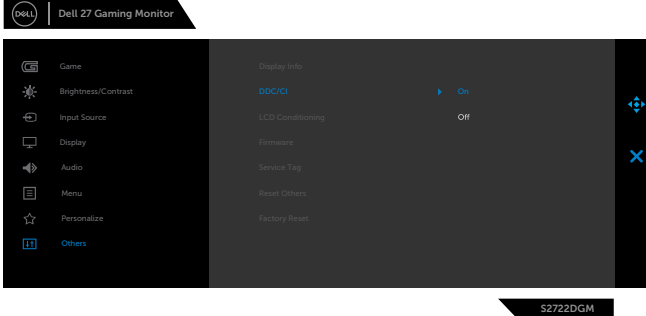 DELL
Dell 27 Gaming Monitor
Game
Display Info
Brightness/Contrast
DDC/CI
On
Input Source
LCD Conditioning
Off
Display
Firmware
Audio
Service Tag
Menu
Reset Others
Personalize
Factory Reset
Others
S2722DGM